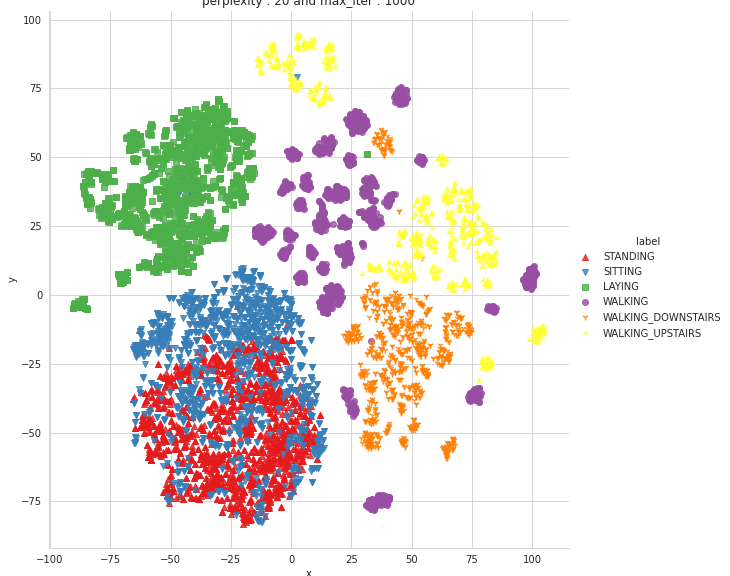 perplexity : 20 and max_iter : 1000
100
75
50
25
0
−25
−50
−75
y
−100
−75
−50
−25
0
25
50
75
100
x
label
STANDING
SITTING
LAYING
WALKING
WALKING_DOWNSTAIRS
WALKING_UPSTAIRS